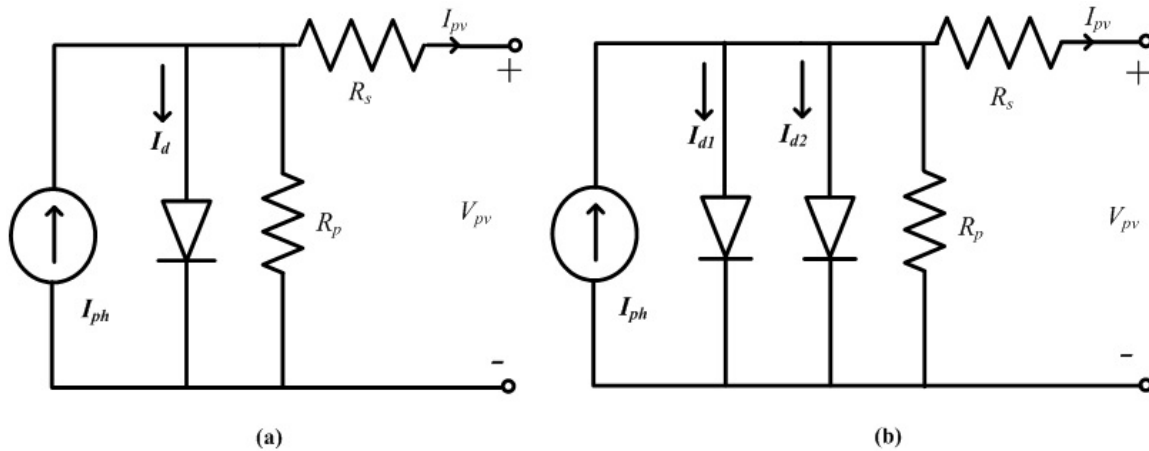 I_pv
+
R_s
I_d
R_p
V_pv
I_ph
-
(a)
I_pv
+
R_s
I_d1
I_d2
R_p
V_pv
I_ph
-
(b)